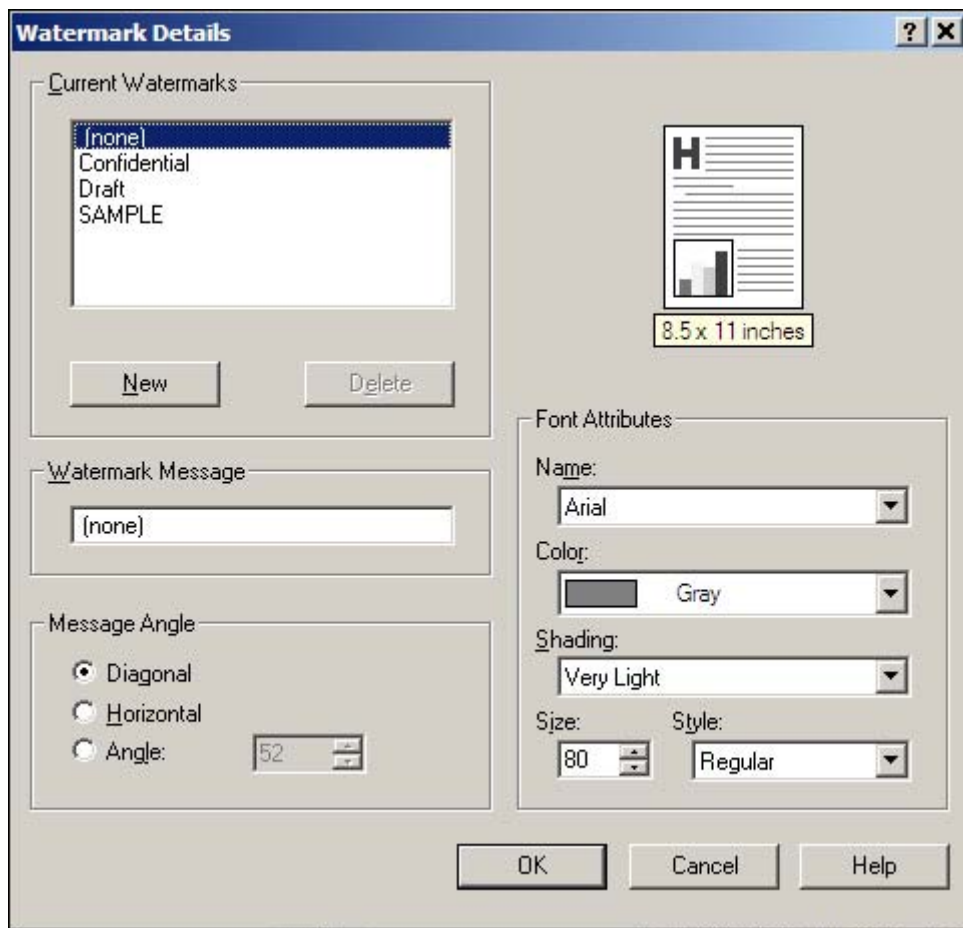 Watermark Details
Current Watermarks
(none)
Confidential
Draft
SAMPLE
New
Delete
H
8.5 x 11 inches
Watermark Message
(none)
Message Angle
Diagonal
Horizontal
Angle:
52
Font Attributes
Name:
Arial
Color:
Gray
Shading:
Very Light
Size: Style:
80 Regular
OK Cancel Help